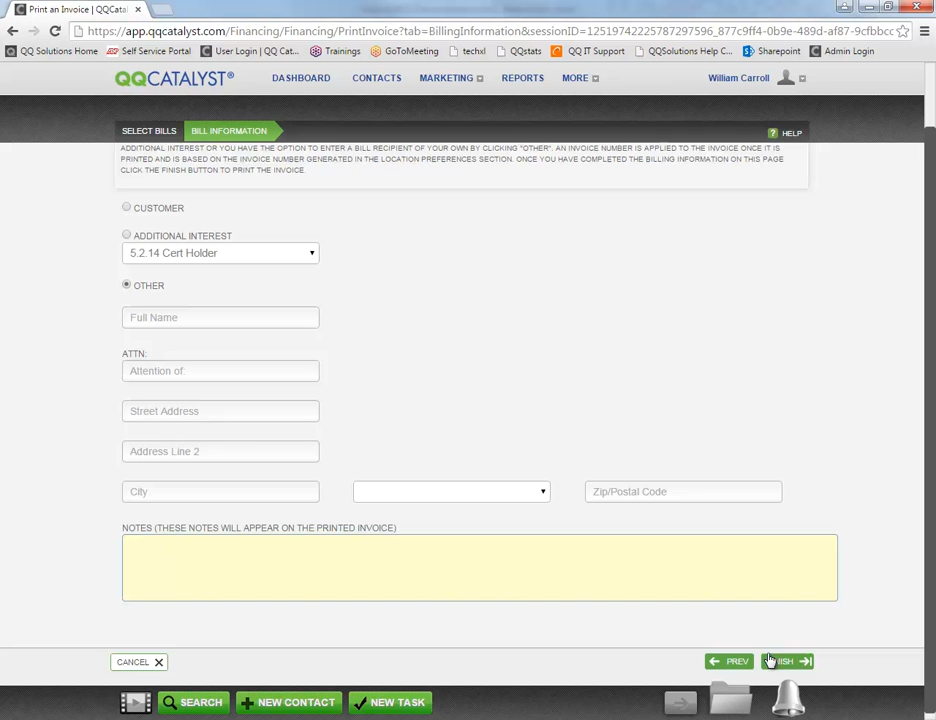 Print an Invoice | QQCata
https://app.qqcatalyst.com/Financing/Financing/PrintInvoice?tab=BillingInformation&sessionID=12519742225787297596_877c9ff4-0b9e-489d-af87-9cfbbcc
QQ Solutions Home
Self Service Portal
User Login | QQ Cat...
Trainings
GoToMeeting
techxl
QQstats
QQ IT Support
QQSolutions Help C...
Sharepoint
Admin Login
QQCATALYST®
DASHBOARD
CONTACTS
MARKETING
REPORTS
MORE
William Carroll
SELECT BILLS
BILL INFORMATION
? HELP
ADDITIONAL INTEREST OR YOU HAVE THE OPTION TO ENTER A BILL RECIPIENT OF YOUR OWN BY CLICKING "OTHER". AN INVOICE NUMBER IS APPLIED TO THE INVOICE ONCE IT IS
PRINTED AND IS BASED ON THE INVOICE NUMBER GENERATED IN THE LOCATION PREFERENCES SECTION. ONCE YOU HAVE COMPLETED THE BILLING INFORMATION ON THIS PAGE
CLICK THE FINISH BUTTON TO PRINT THE INVOICE.
CUSTOMER
ADDITIONAL INTEREST
5.2.14 Cert Holder
OTHER
Full Name
ATTN:
Attention of:
Street Address
Address Line 2
City
Zip/Postal Code
NOTES (THESE NOTES WILL APPEAR ON THE PRINTED INVOICE)
CANCEL
PREV
NISH
SEARCH
NEW CONTACT
NEW TASK